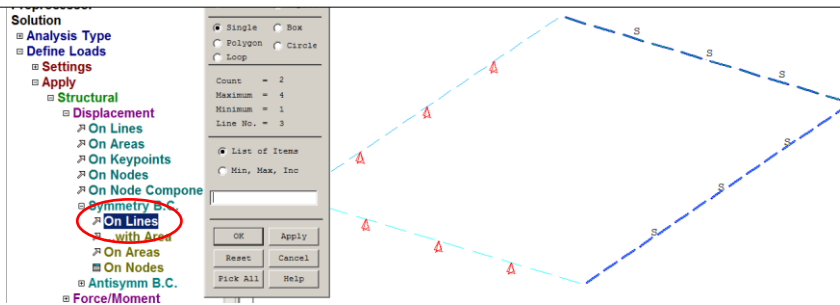 Preprocessor
Solution
Analysis Type
Define Loads
Settings
Apply
Structural
Displacement
On Lines
On Areas
On Keypoints
On Nodes
On Node Compone
Symmetry B.C.
On Lines
.. with Area
On Areas
On Nodes
Antisymm B.C.
Force/Moment
Single Box
Polygon Circle
Loop
Count = 2
Maximum = 4
Minimum = 1
Line No. = 3
List of Items
Min, Max, Inc
OK Apply
Reset Cancel
Pick All Help
S
S
S
S
S